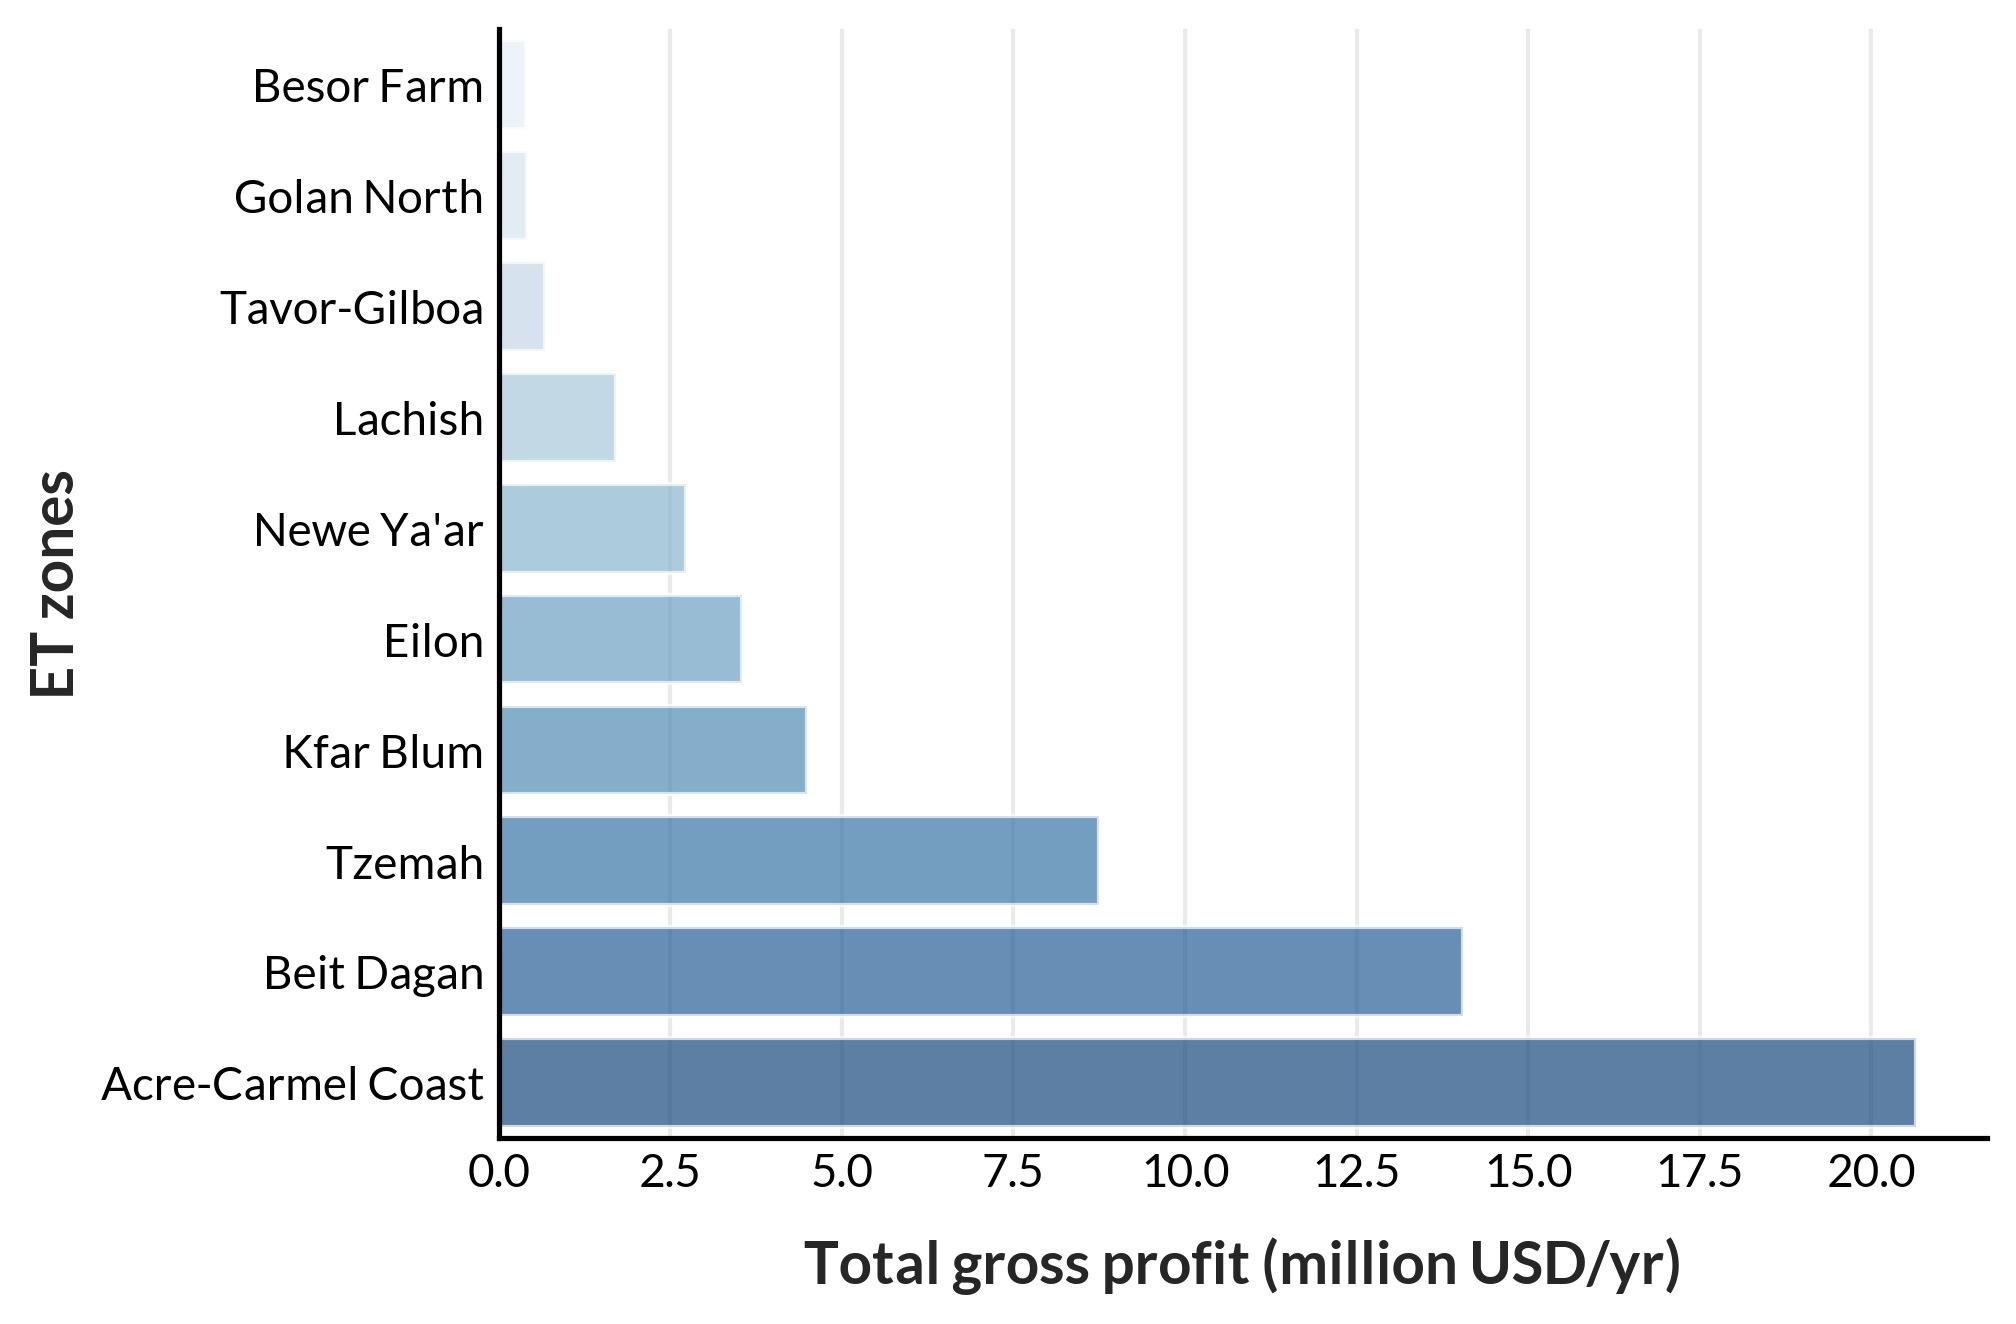 Besor Farm
Golan North
Tavor-Gilboa
Lachish
Newe Ya'ar
Eilon
Kfar Blum
Tzemah
Beit Dagan
Acre-Carmel Coast
ET zones
0.0 2.5 5.0 7.5 10.0 12.5 15.0 17.5 20.0
Total gross profit (million USD/yr)